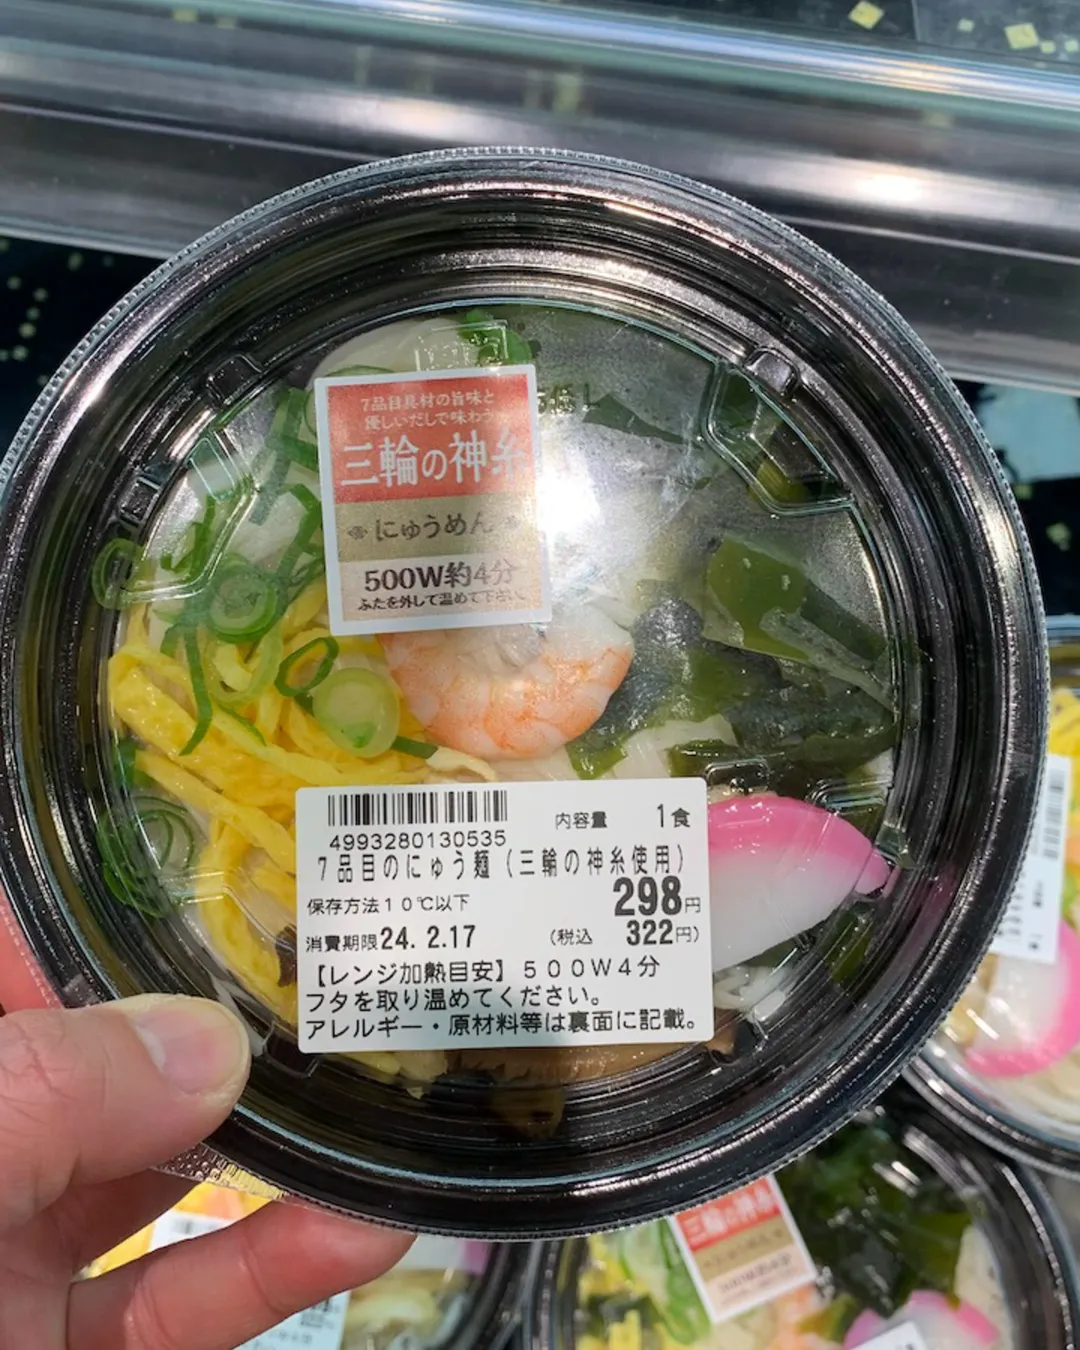 7品目具材の旨味と
優しいだしで味わう
三輪の神糸
にゅうめん
500W約4分
ふたを外して温めて下さい
4993280130535
内容量 1食
7品目のにゅう麺(三輪の神糸使用)
保存方法10℃以下
298円
消費期限24. 2.17
(税込 322円)
【レンジ加熱目安】500W4分
フタを取り温めてください。
アレルギー・原材料等は裏面に記載。
三輪の神糸